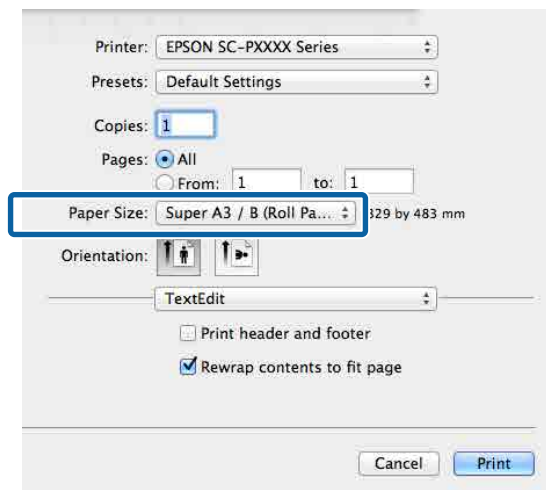 Printer: EPSON SC-PXXXX Series
Presets: Default Settings
Copies: 1
Pages: All
From: 1 to: 1
Paper Size: Super A3 / B (Roll Pa... 329 by 483 mm
Orientation:
TextEdit
Print header and footer
Rewrap contents to fit page
Cancel Print